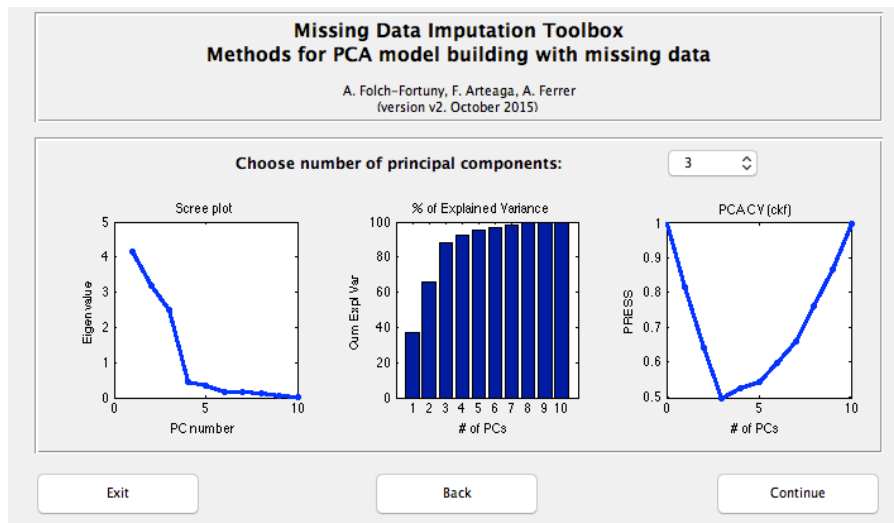 Missing Data Imputation Toolbox
Methods for PCA model building with missing data
A. Folch-Fortuny, F. Arteaga, A. Ferrer
(version v2. October 2015)
Choose number of principal components:
3
Scree plot
5
4
3
2
1
0
0 5 10
Eigenvalue
PC number
% of Explained Variance
100
80
60
40
20
0
1 2 3 4 5 6 7 8 9 10
Cum Expl Var
# of PCs
PCA CV (ckf)
1
0.9
0.8
0.7
0.6
0.5
0 5 10
PRESS
# of PCs
Exit
Back
Continue